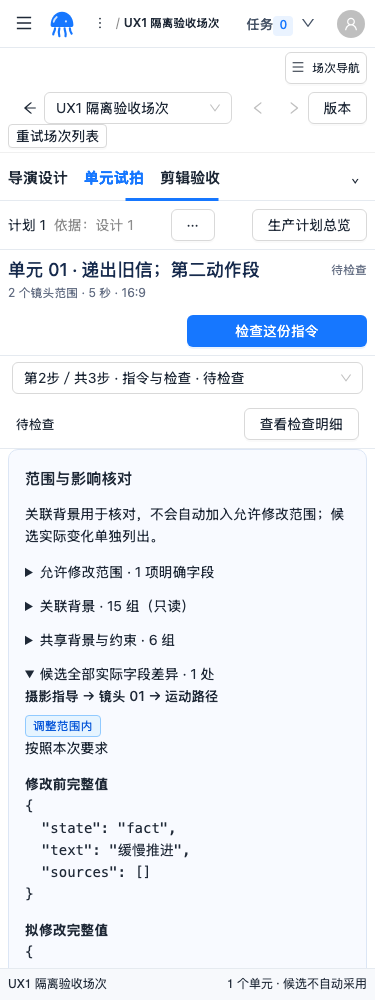 / UX1 隔离验收场次
任务 0
场次导航
UX1 隔离验收场次
版本
重试场次列表
导演设计 单元试拍 剪辑验收
计划 1 依据：设计 1 ···
生产计划总览
单元 01 · 递出旧信；第二动作段
待检查
2 个镜头范围 · 5 秒 · 16:9
检查这份指令
第2步 / 共3步 · 指令与检查 · 待检查
待检查
查看检查明细
范围与影响核对
关联背景用于核对，不会自动加入允许修改范围；候
选实际变化单独列出。
允许修改范围 · 1 项明确字段
关联背景 · 15 组（只读）
共享背景与约束 · 6 组
候选全部实际字段差异 · 1 处
摄影指导 → 镜头 01 → 运动路径
调整范围内
按照本次要求
修改前完整值
{
"state": "fact",
"text": "缓慢推进",
"sources": []
}
拟修改完整值
{
UX1 隔离验收场次
1 个单元 · 候选不自动采用